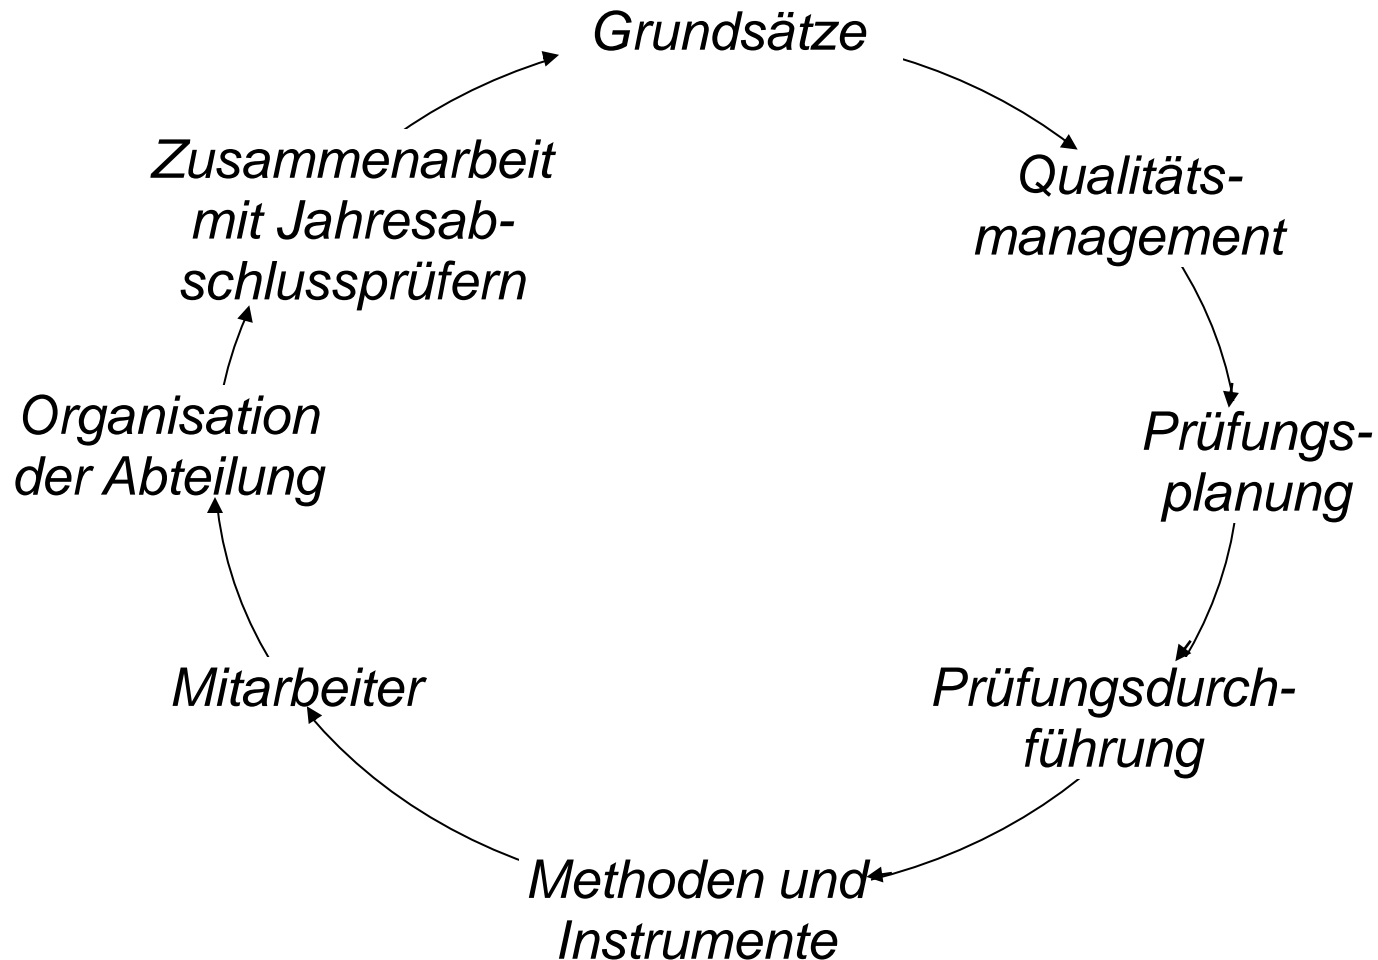 Grundsätze
Qualitäts-
management
Prüfungs-
planung
Prüfungsdurch-
führung
Methoden und
Instrumente
Mitarbeiter
Organisation
der Abteilung
Zusammenarbeit
mit Jahresab-
schlussprüfern